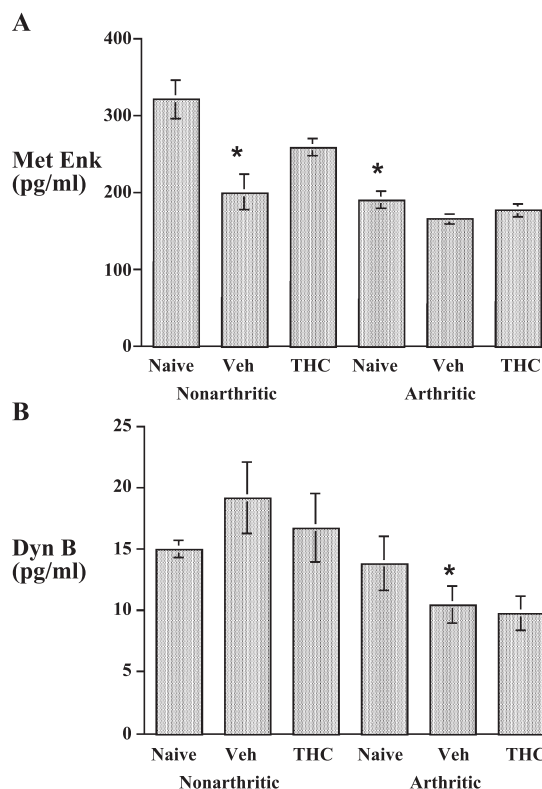 A
400
300
Met Enk
(pg/ml)
200
100
0
*
*
Naive Veh THC Naive Veh THC
Nonarthritic Arthritic
B
25
20
Dyn B
(pg/ml)
15
10
5
0
*
Naive Veh THC Naive Veh THC
Nonarthritic Arthritic